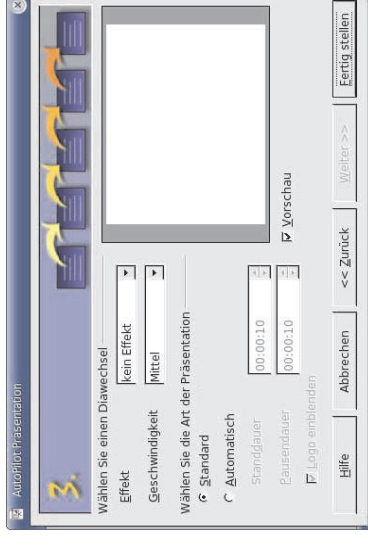 AutoPilot Präsentation
3.
Wählen Sie einen Diawechsel
Effekt
kein Effekt
Geschwindigkeit
Mittel
Wählen Sie die Art der Präsentation
Standard
Automatisch
Standdauer
00:00:10
Pausendauer
00:00:10
Logo einblenden
Vorschau
Hilfe
Abbrechen
<< Zurück
Weiter >>
Fertig stellen